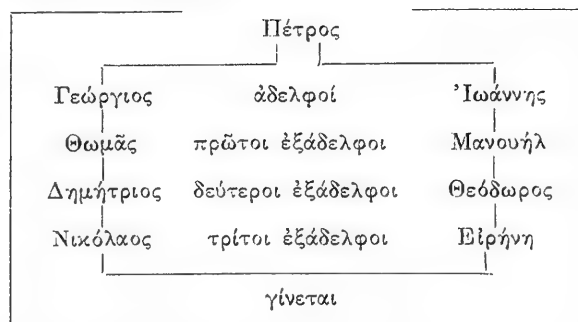 Πέτρος
Γεώργιος ἀδελφοί Ἰωάννης
Θωμᾶς πρῶτοι ἐξάδελφοι Μανουήλ
Δημήτριος δεύτεροι ἐξάδελφοι Θεόδωρος
Νικόλαος τρίτοι ἐξάδελφοι Εἰρήνη
γίνεται